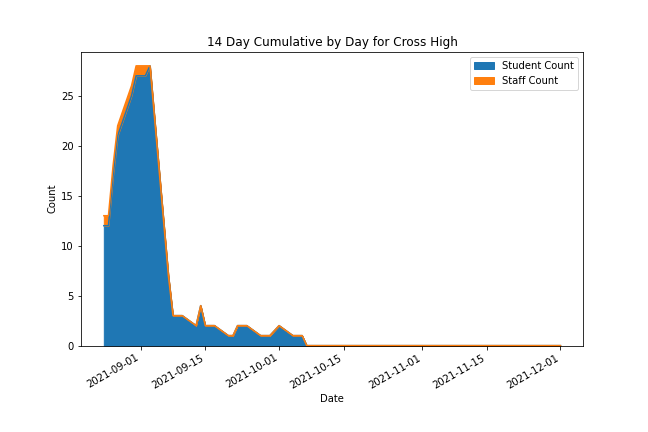 14 Day Cumulative by Day for Cross High
Student Count
Staff Count
25
20
15
10
5
0
Count
2021-09-01
2021-09-15
2021-10-01
2021-10-15
2021-11-01
2021-11-15
2021-12-01
Date